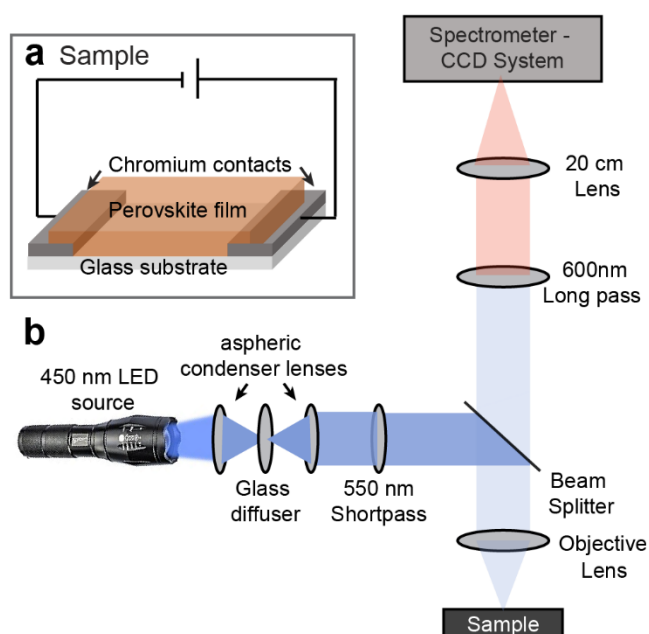 a Sample
Chromium contacts
Perovskite film
Glass substrate
Spectrometer -
CCD System
20 cm
Lens
600nm
Long pass
b
aspheric
condenser lenses
450 nm LED
source
Glass
diffuser
550 nm
Shortpass
Beam
Splitter
Objective
Lens
Sample